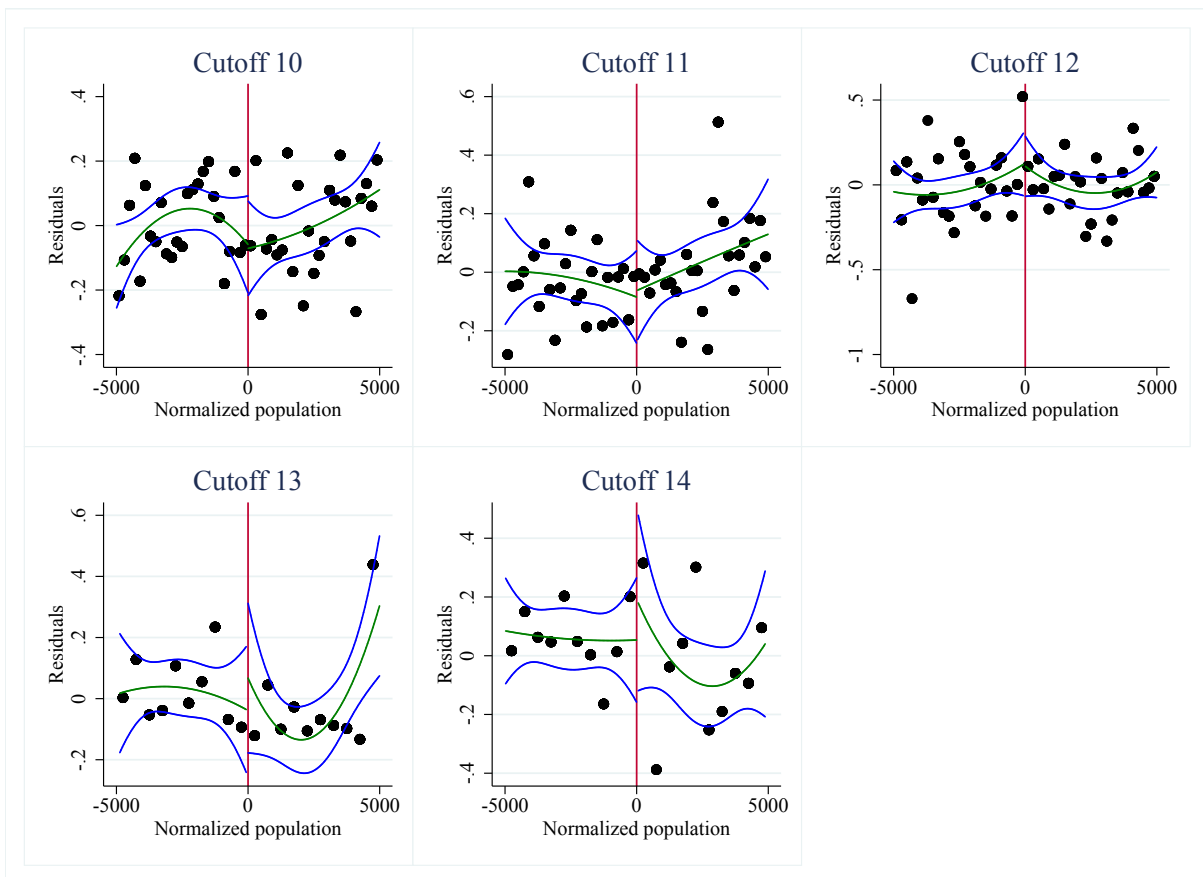 Cutoff 10
.4
.2
0
-.2
-.4
Residuals
-5000 0 5000
Normalized population
Cutoff 11
.6
.4
.2
0
-.2
Residuals
-5000 0 5000
Normalized population
Cutoff 12
.5
0
-.5
-1
Residuals
-5000 0 5000
Normalized population
Cutoff 13
.6
.4
.2
0
-.2
Residuals
-5000 0 5000
Normalized population
Cutoff 14
.4
.2
0
-.2
-.4
Residuals
-5000 0 5000
Normalized population